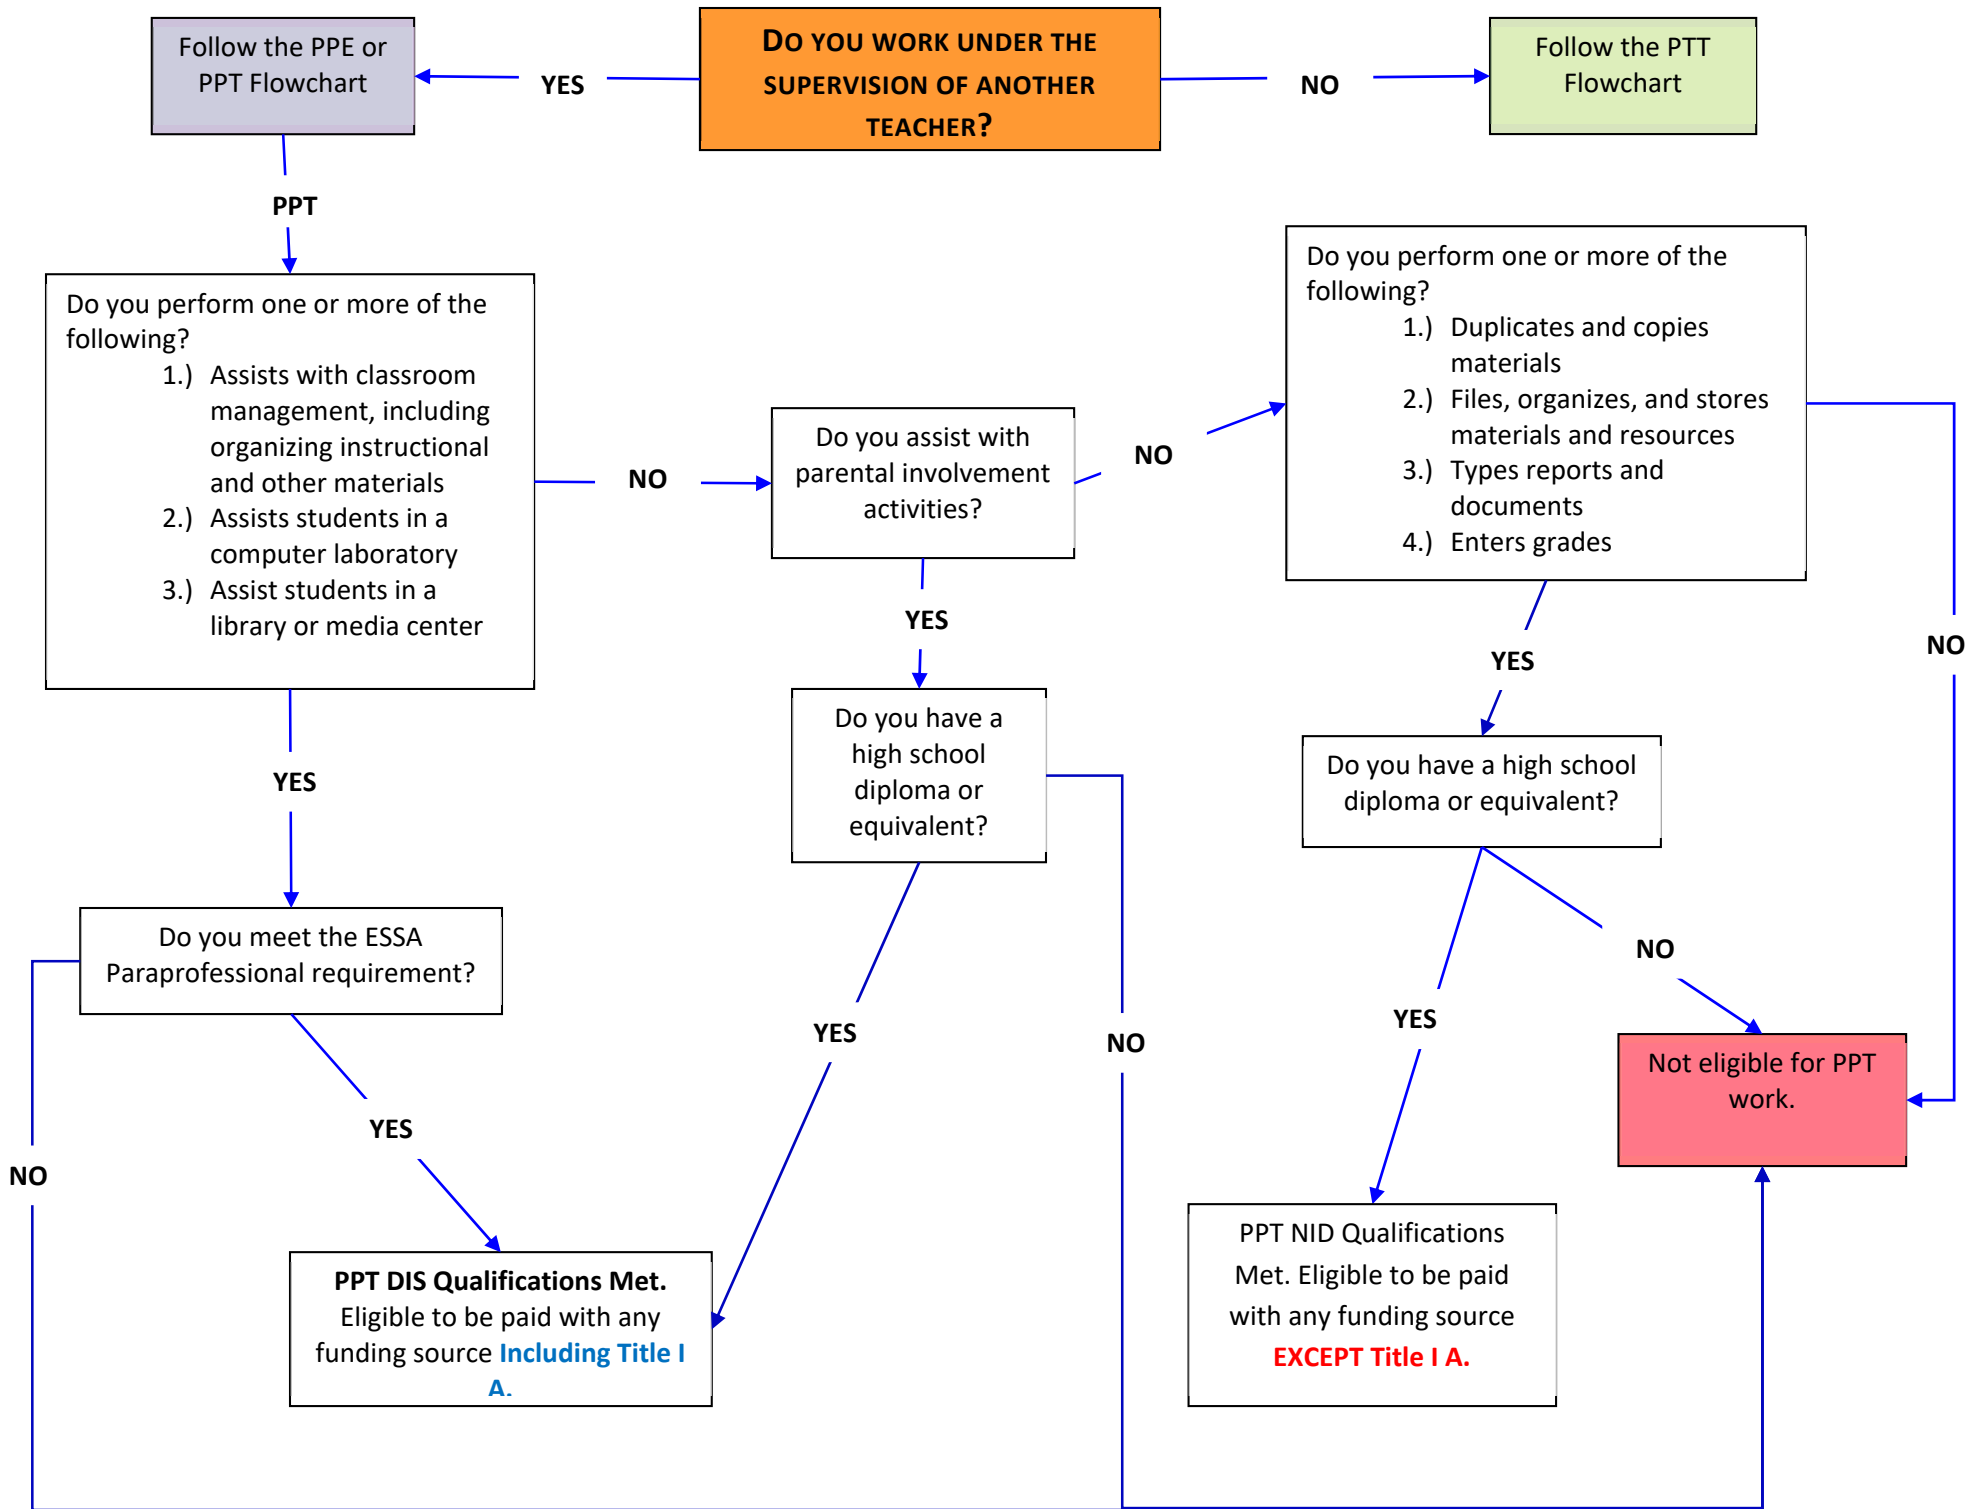 Follow the PPE or
PPT Flowchart
YES
DO YOU WORK UNDER THE
SUPERVISION OF ANOTHER
TEACHER?
NO
Follow the PTT
Flowchart
PPT
Do you perform one or more of the
following?
1.) Assists with classroom
management, including
organizing instructional
and other materials
2.) Assists students in a
computer laboratory
3.) Assist students in a
library or media center
NO
Do you assist with
parental involvement
activities?
NO
Do you perform one or more of the
following?
1.) Duplicates and copies
materials
2.) Files, organizes, and stores
materials and resources
3.) Types reports and
documents
4.) Enters grades
YES
YES
YES
NO
Do you have a
high school
diploma or
equivalent?
Do you have a high school
diploma or equivalent?
Do you meet the ESSA
Paraprofessional requirement?
YES
NO
YES
NO
Not eligible for PPT
work.
YES
NO
PPT DIS Qualifications Met.
Eligible to be paid with any
funding source Including Title I
A.
PPT NID Qualifications
Met. Eligible to be paid
with any funding source
EXCEPT Title I A.